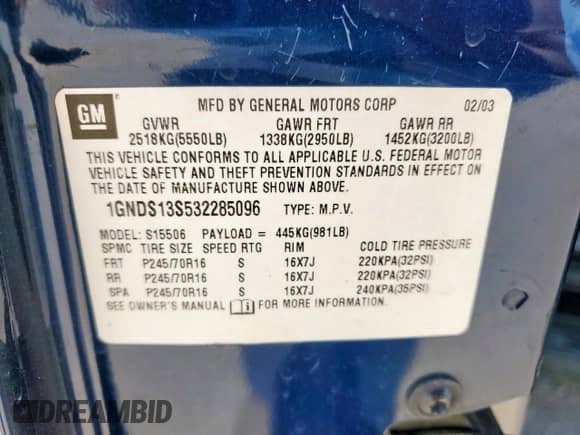 GM ®
MFD BY GENERAL MOTORS CORP 02/03
GVWR GAWR FRT GAWR RR
2518KG(5550LB) 1338KG(2950LB) 1452KG(3200LB)
THIS VEHICLE CONFORMS TO ALL APPLICABLE U.S. FEDERAL MOTOR
VEHICLE SAFETY AND THEFT PREVENTION STANDARDS IN EFFECT ON
THE DATE OF MANUFACTURE SHOWN ABOVE.
1GNDS13S532285096 TYPE: M.P.V.
MODEL: S15506 PAYLOAD = 445KG(981LB)
SPMC TIRE SIZE SPEED RTG RIM COLD TIRE PRESSURE
FRT P245/70R16 S 16X7J 220KPA(32PSI)
RR P245/70R16 S 16X7J 220KPA(32PSI)
SPA P245/70R16 S 16X7J 240KPA(35PSI)
SEE OWNER'S MANUAL FOR MORE INFORMATION.
DREAMBID